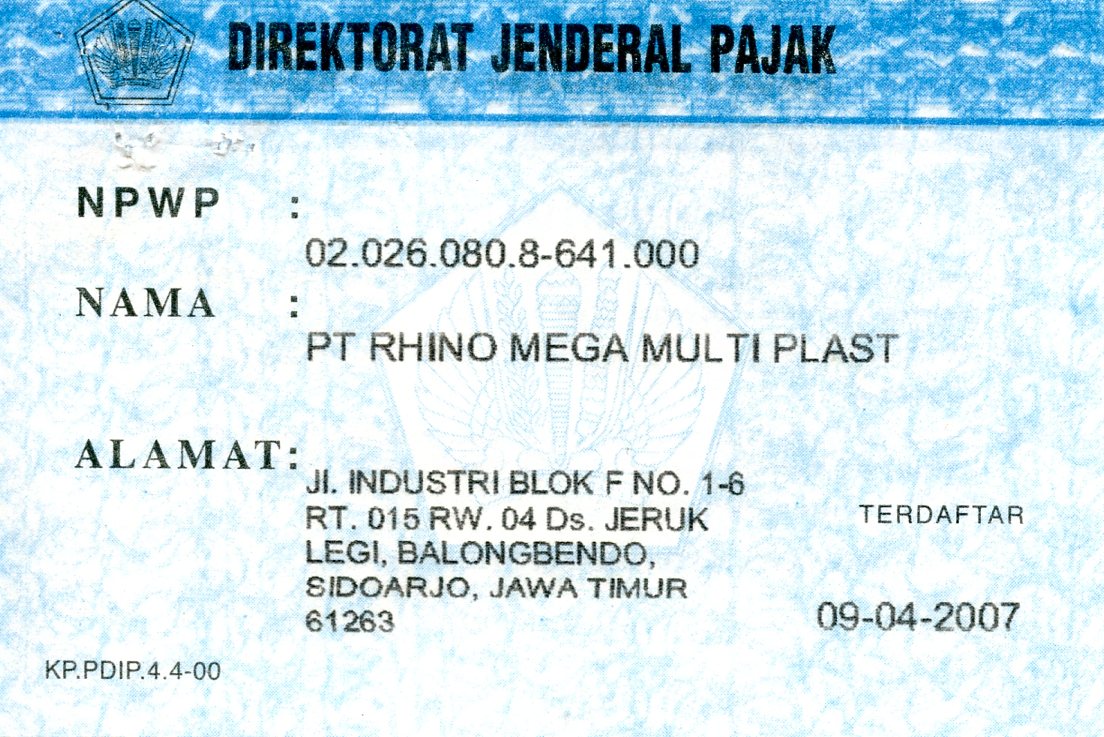 DIREKTORAT JENDERAL PAJAK
NPWP :
02.026.080.8-641.000
NAMA :
PT RHINO MEGA MULTI PLAST
ALAMAT:
Jl. INDUSTRI BLOK F NO. 1-6
RT. 015 RW. 04 Ds. JERUK
LEGI, BALONGBENDO,
SIDOARJO, JAWA TIMUR
61263
TERDAFTAR
09-04-2007
KP.PDIP.4.4-00